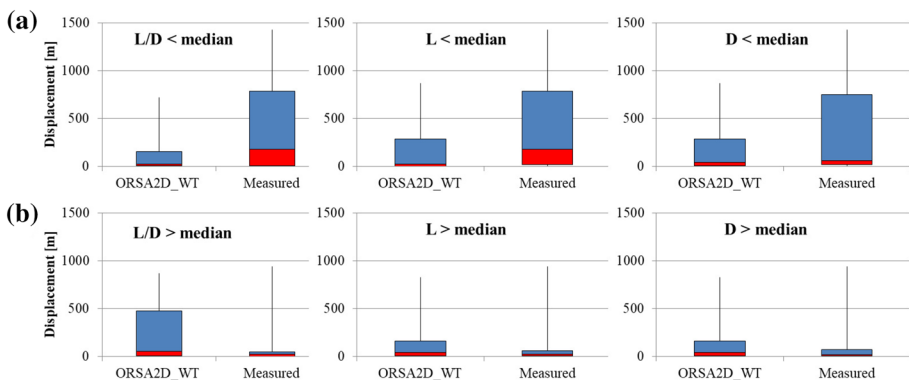 (a)
L/D < median
L < median
D < median
Displacement [m]
1500
1000
500
0
1500
1000
500
0
1500
1000
500
0
ORSA2D_WT Measured
ORSA2D_WT Measured
ORSA2D_WT Measured
(b)
L/D > median
L > median
D > median
Displacement [m]
1500
1000
500
0
1500
1000
500
0
1500
1000
500
0
ORSA2D_WT Measured
ORSA2D_WT Measured
ORSA2D_WT Measured